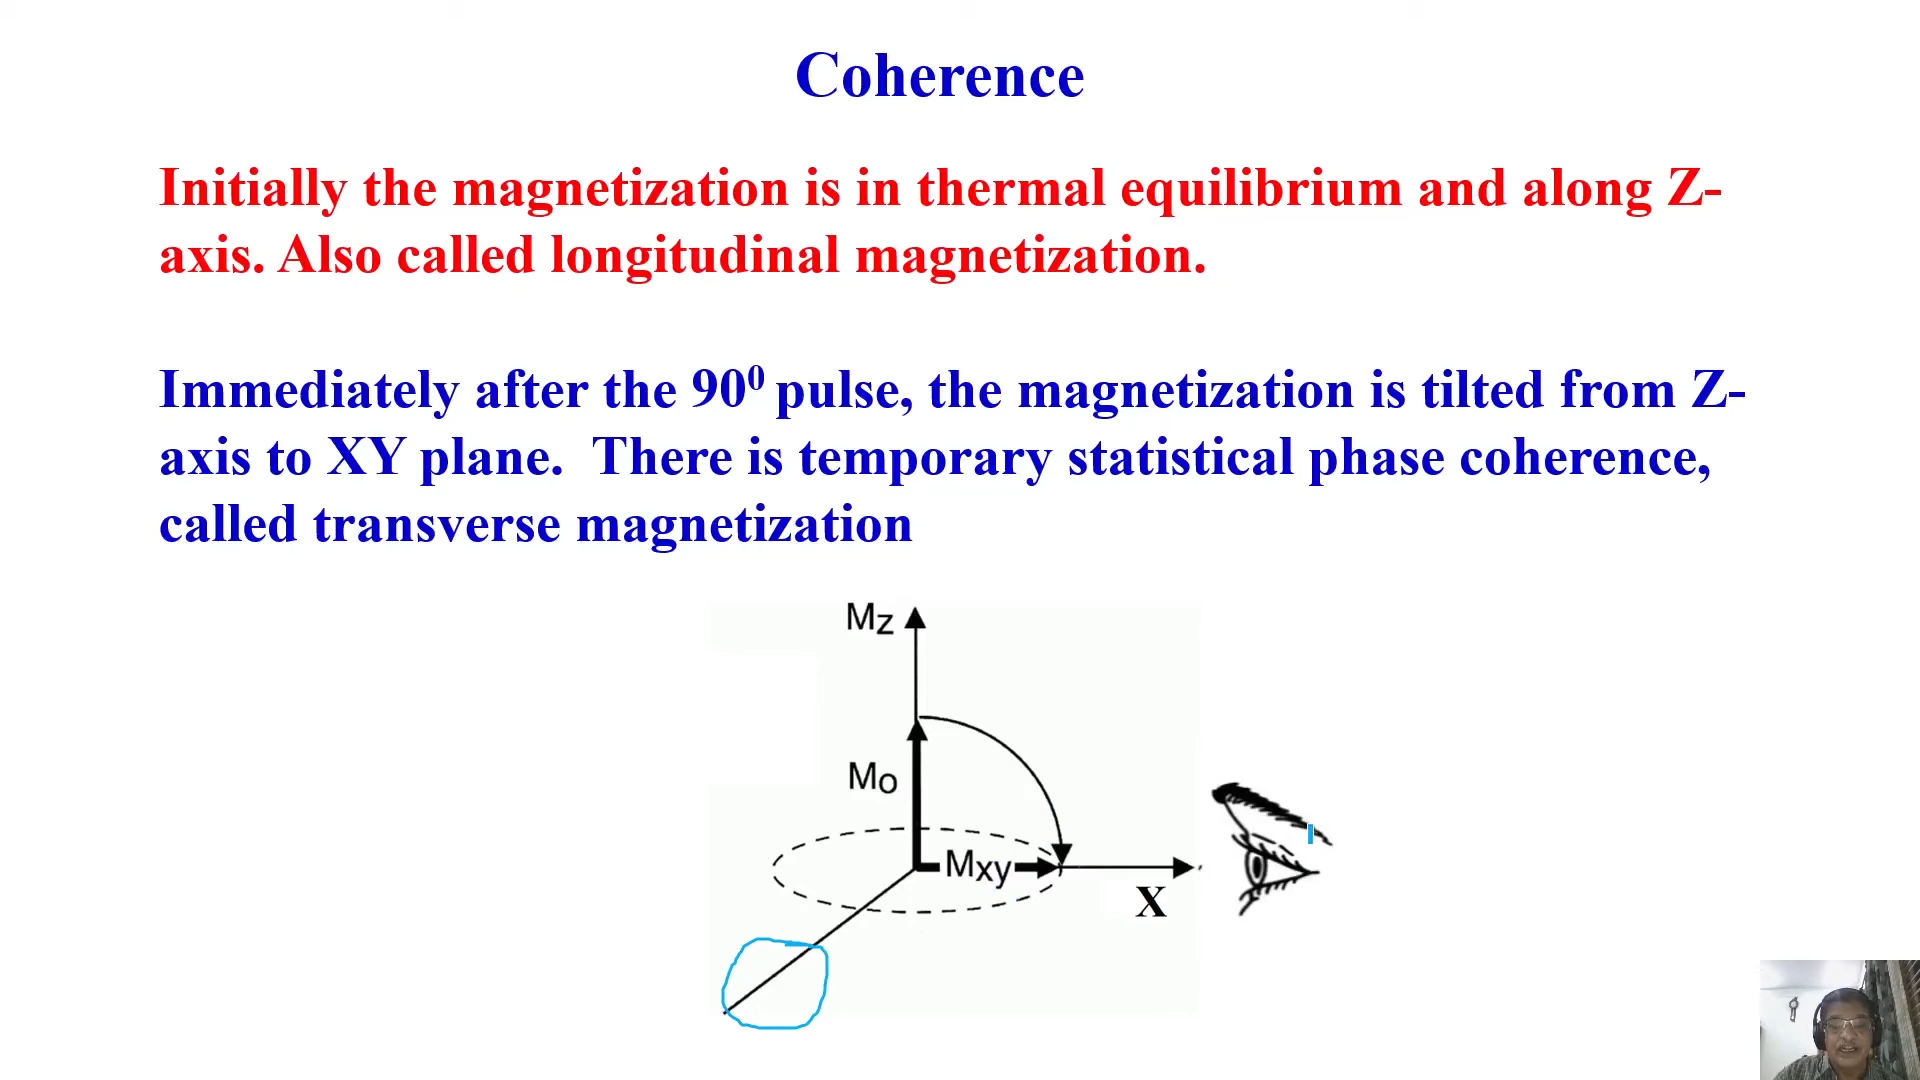 Coherence
Initially the magnetization is in thermal equilibrium and along Z-
axis. Also called longitudinal magnetization.
Immediately after the 90⁰ pulse, the magnetization is tilted from Z-
axis to XY plane.  There is temporary statistical phase coherence,
called transverse magnetization
Mz
Mo
Mxy
X